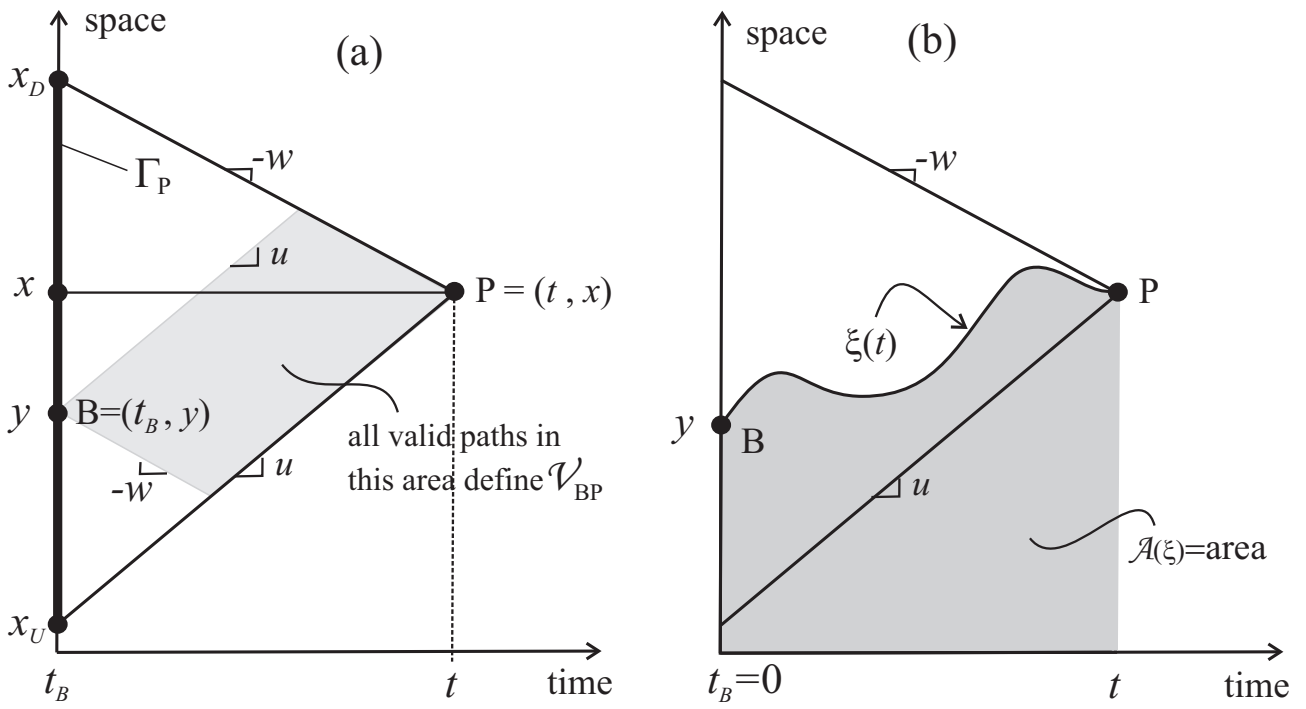 space
(a)
x_D
-w
Γ_P
u
x
P = (t , x)
y
B=(t_B, y)
all valid paths in
this area define 𝒱_BP
-w
u
x_U
t_B
t
time
space
(b)
-w
P
ξ(t)
y
B
u
𝒜(ξ)=area
t_B=0
t
time